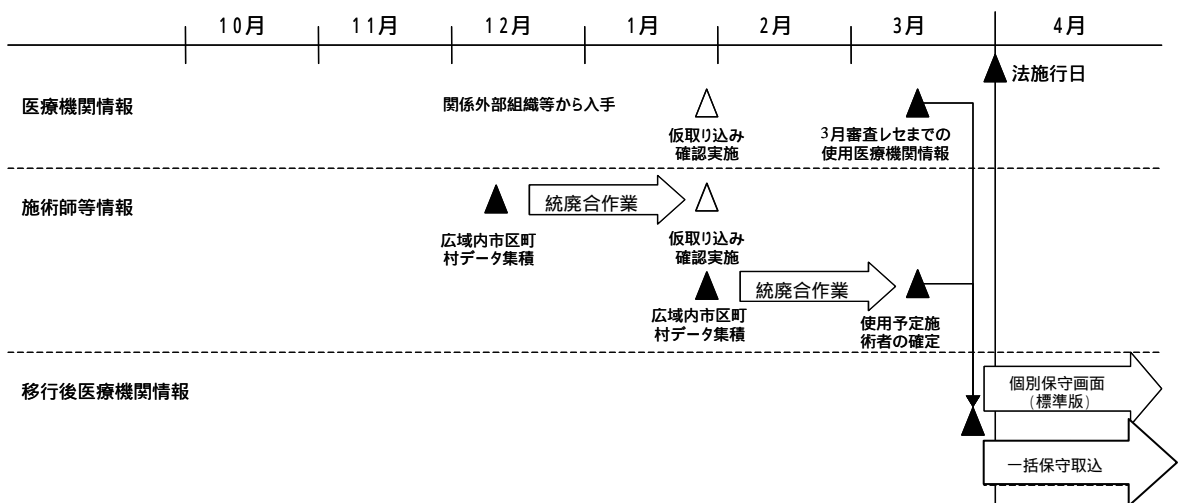 10月
11月
12月
1月
2月
3月
4月
法施行日
医療機関情報
関係外部組織等から入手
仮取り込み
確認実施
3月審査レセまでの
使用医療機関情報
施術師等情報
統廃合作業
広域内市区町
村データ集積
仮取り込み
確認実施
統廃合作業
広域内市区町
村データ集積
使用予定施
術者の確定
移行後医療機関情報
個別保守画面
(標準版)
一括保守取込